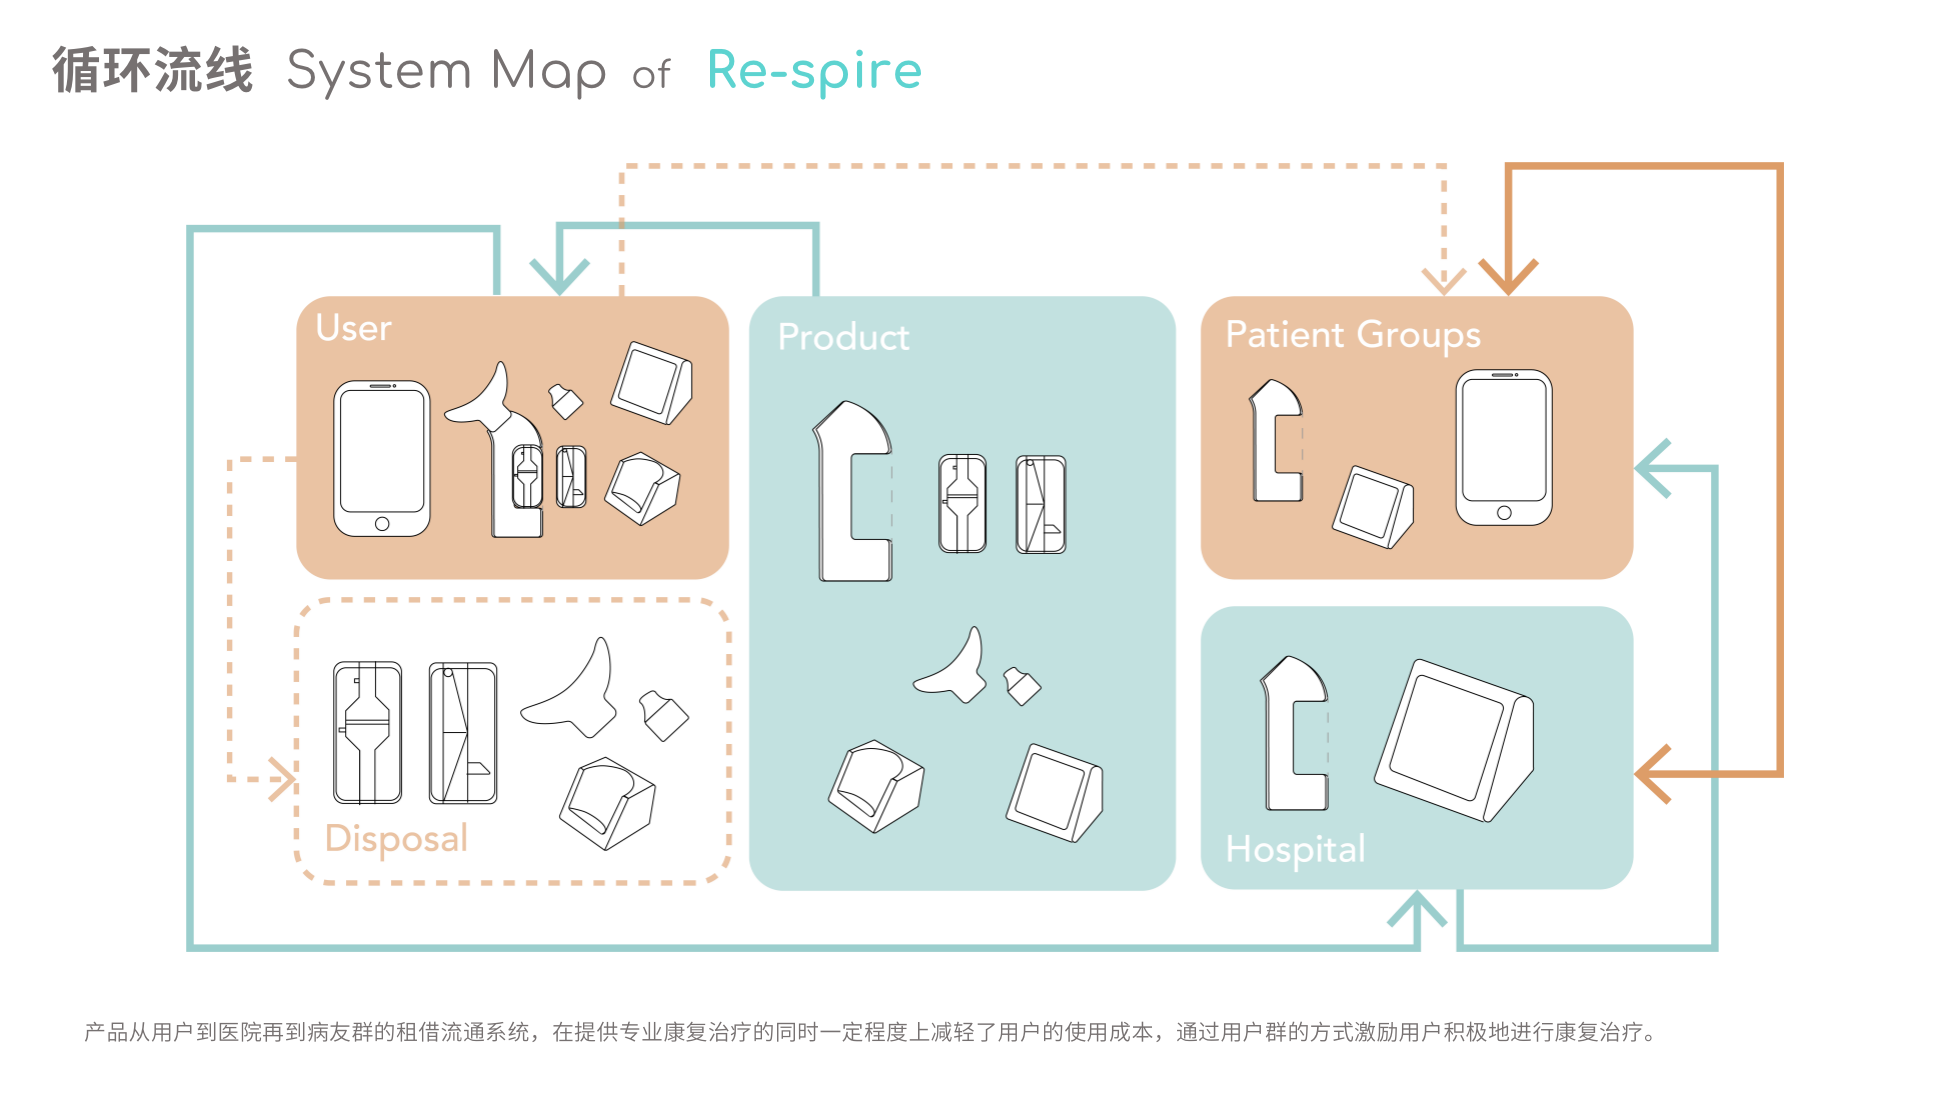 循环流线 System Map of Re-spire
User
Product
Patient Groups
Disposal
Hospital
产品从用户到医院再到病友群的租借流通系统，在提供专业康复治疗的同时一定程度上减轻了用户的使用成本，通过用户群的方式激励用户积极地进行康复治疗。